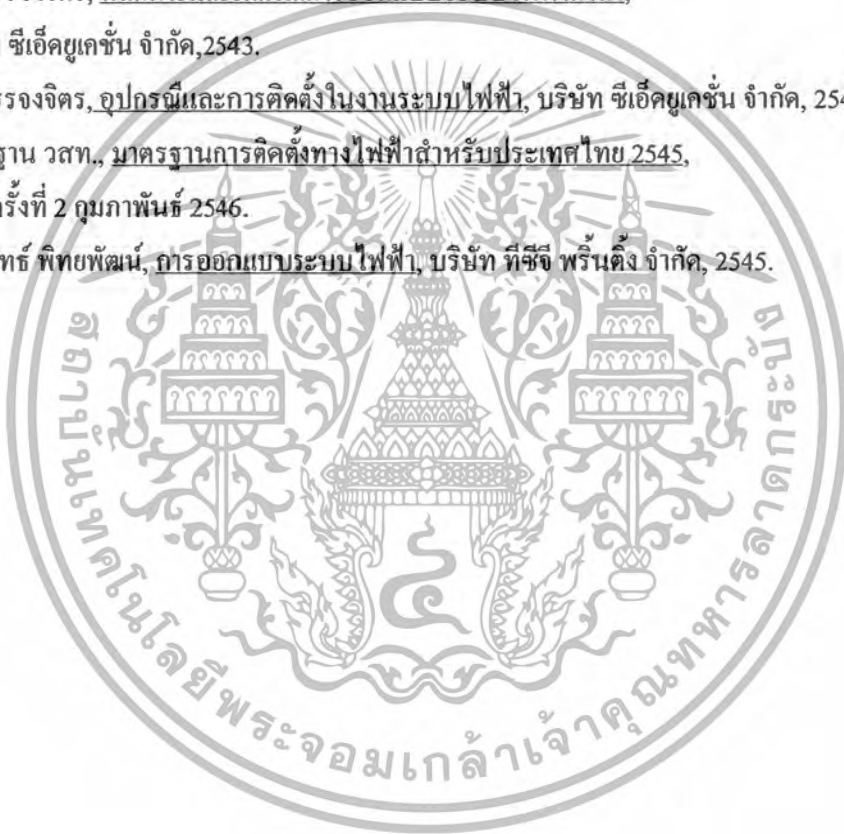 ซีเอ็ดยูเคชั่น จำกัด,2543.
รรจงจิตร, อุปกรณ์และการติดตั้งในงานระบบไฟฟ้า, บริษัท ซีเอ็ดยูเคชั่น จำกัด, 254
ฐาน วสท., มาตรฐานการติดตั้งทางไฟฟ้าสำหรับประเทศไทย 2545,
รั้งที่ 2 กุมภาพันธ์ 2546.
ทธ์ พิทยพัฒน์, การออกแบบระบบไฟฟ้า, บริษัท ทีซีจี พริ้นติ้ง จำกัด, 2545.
สถาบันเทคโนโลยีพระจอมเกล้าเจ้าคุณทหารลาดกระบัง